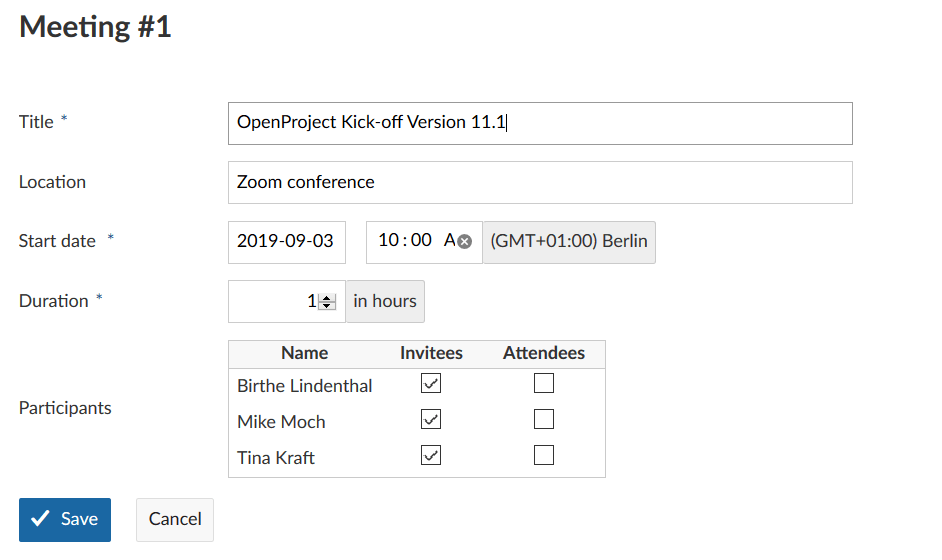 Meeting #1
Title *
OpenProject Kick-off Version 11.1
Location
Zoom conference
Start date *
2019-09-03 10:00 A (GMT+01:00) Berlin
Duration *
1 in hours
Participants
Name Invitees Attendees
Birthe Lindenthal
Mike Moch
Tina Kraft
Save Cancel